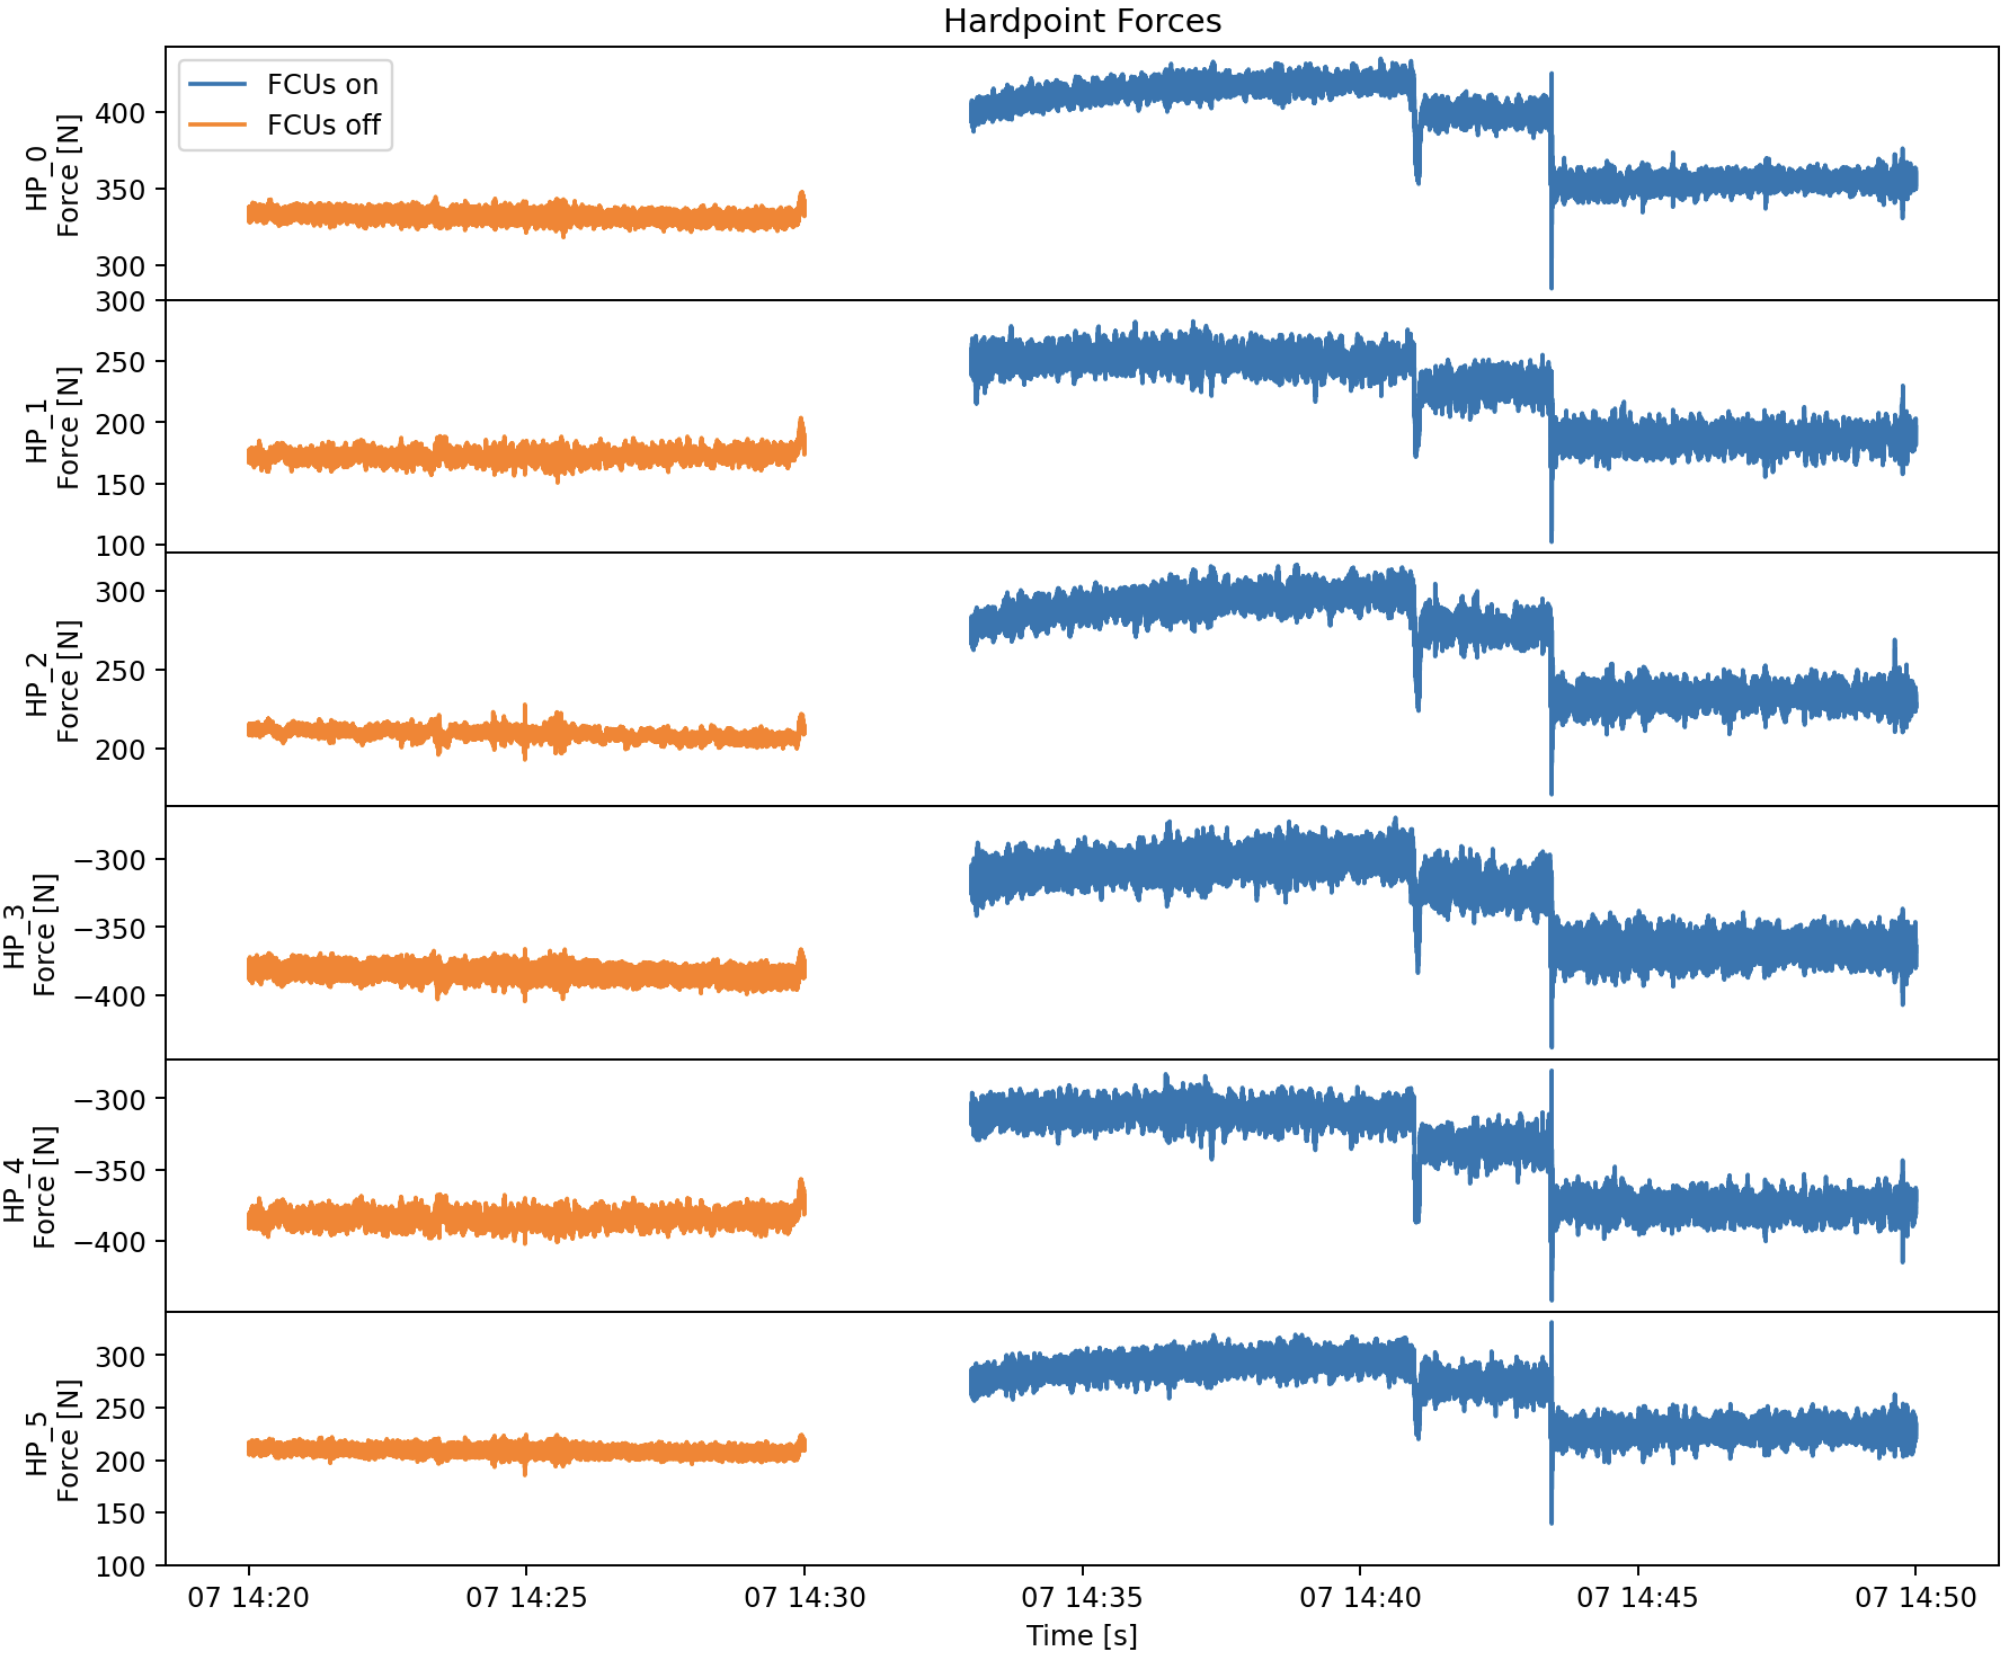 Hardpoint Forces
FCUs on
FCUs off
HP_0
Force [N]
400
350
300
HP_1
Force [N]
300
250
200
150
100
HP_2
Force [N]
300
250
200
HP_3
Force [N]
−300
−350
−400
HP_4
Force [N]
−300
−350
−400
HP_5
Force [N]
300
250
200
150
100
07 14:20 07 14:25 07 14:30 07 14:35 07 14:40 07 14:45 07 14:50
Time [s]